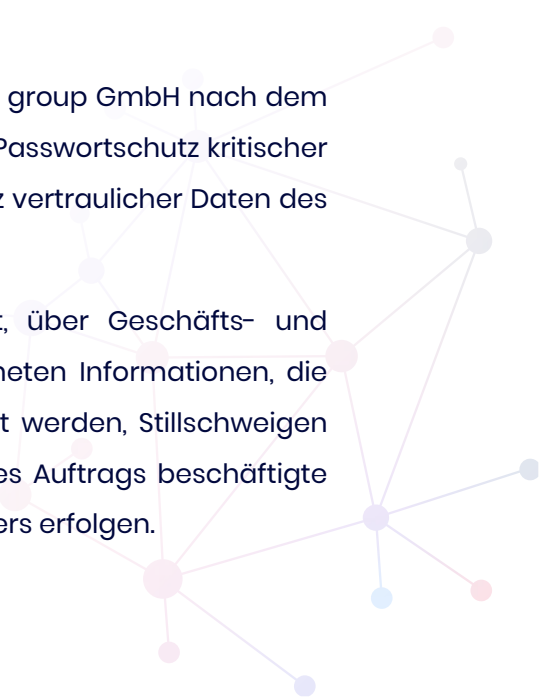 group GmbH nach dem
Passwortschutz kritischer
z vertraulicher Daten des
t, über Geschäfts- und
neten Informationen, die
t werden, Stillschweigen
es Auftrags beschäftigte
ers erfolgen.